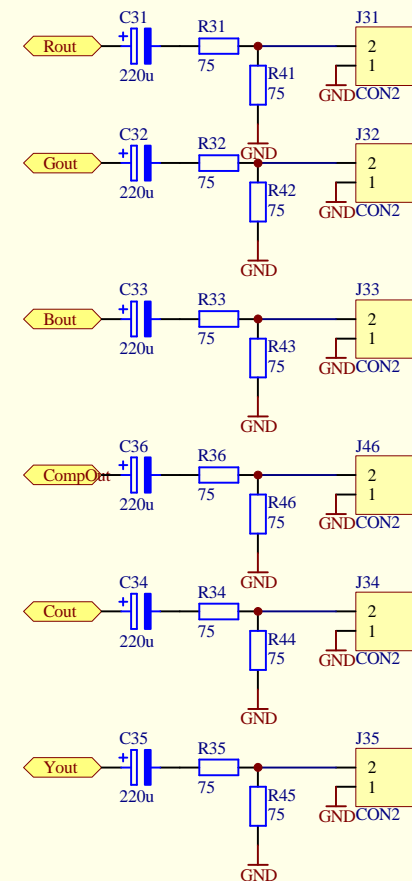 C31 R31 J31
Rout + 2
220u 75 R41 1
75 GND CON2
GND
C32 R32 J32
Gout + 2
220u 75 R42 1
75 GND CON2
GND
C33 R33 J33
Bout + 2
220u 75 R43 1
75 GND CON2
GND
C36 R36 J46
CompOut + 2
220u 75 R46 1
75 GND CON2
GND
C34 R34 J34
Cout + 2
220u 75 R44 1
75 GND CON2
GND
C35 R35 J35
Yout + 2
220u 75 R45 1
75 GND CON2
GND